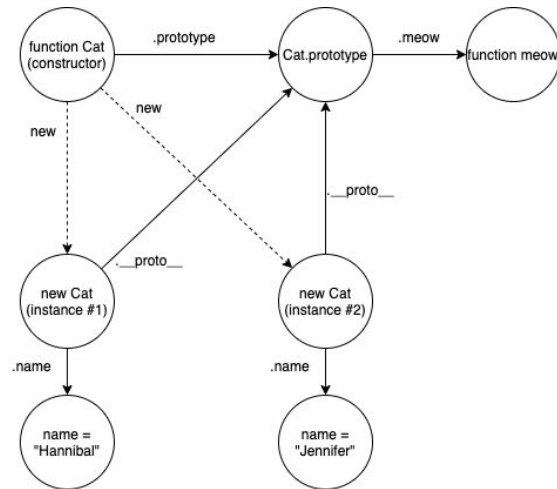 function Cat
(constructor)
.prototype
Cat.prototype
.meow
function meow
new
new
.__proto__
.__proto__
new Cat
(instance #1)
new Cat
(instance #2)
.name
.name
name =
"Hannibal"
name =
"Jennifer"